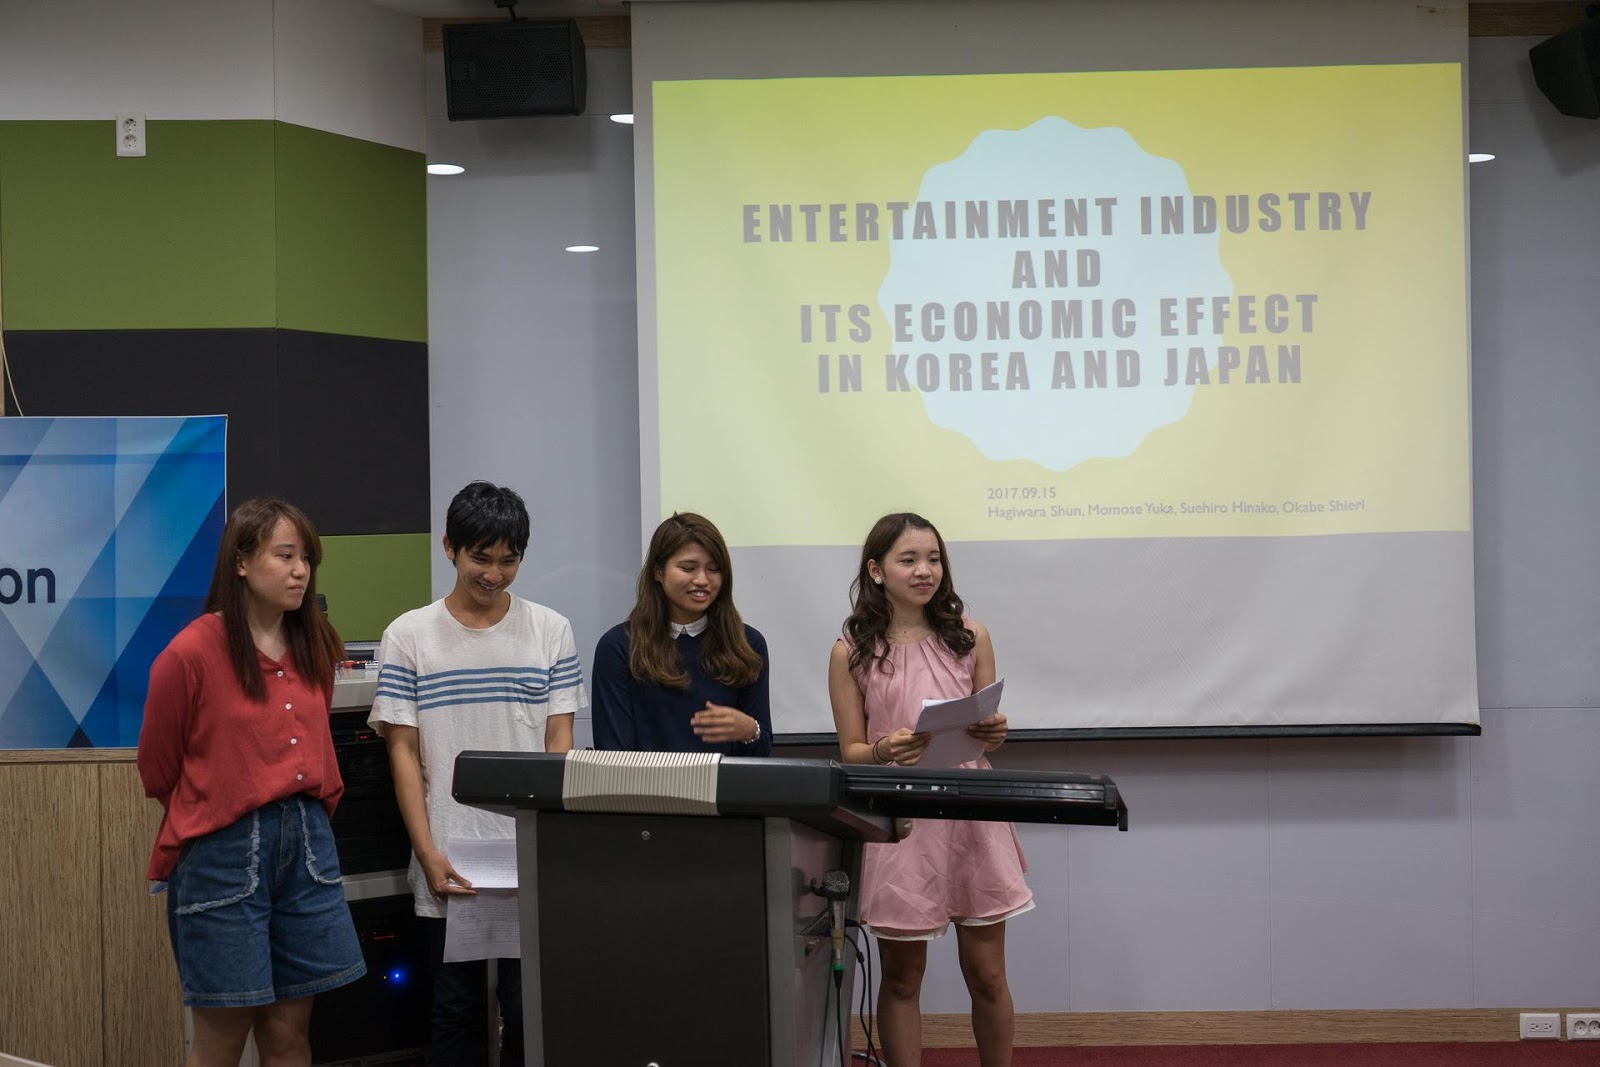 ENTERTAINMENT INDUSTRY
AND
ITS ECONOMIC EFFECT
IN KOREA AND JAPAN
2017.09.15
Hagiwara Shun, Momose Yuka, Suehiro Hinako, Okabe Shieri
on